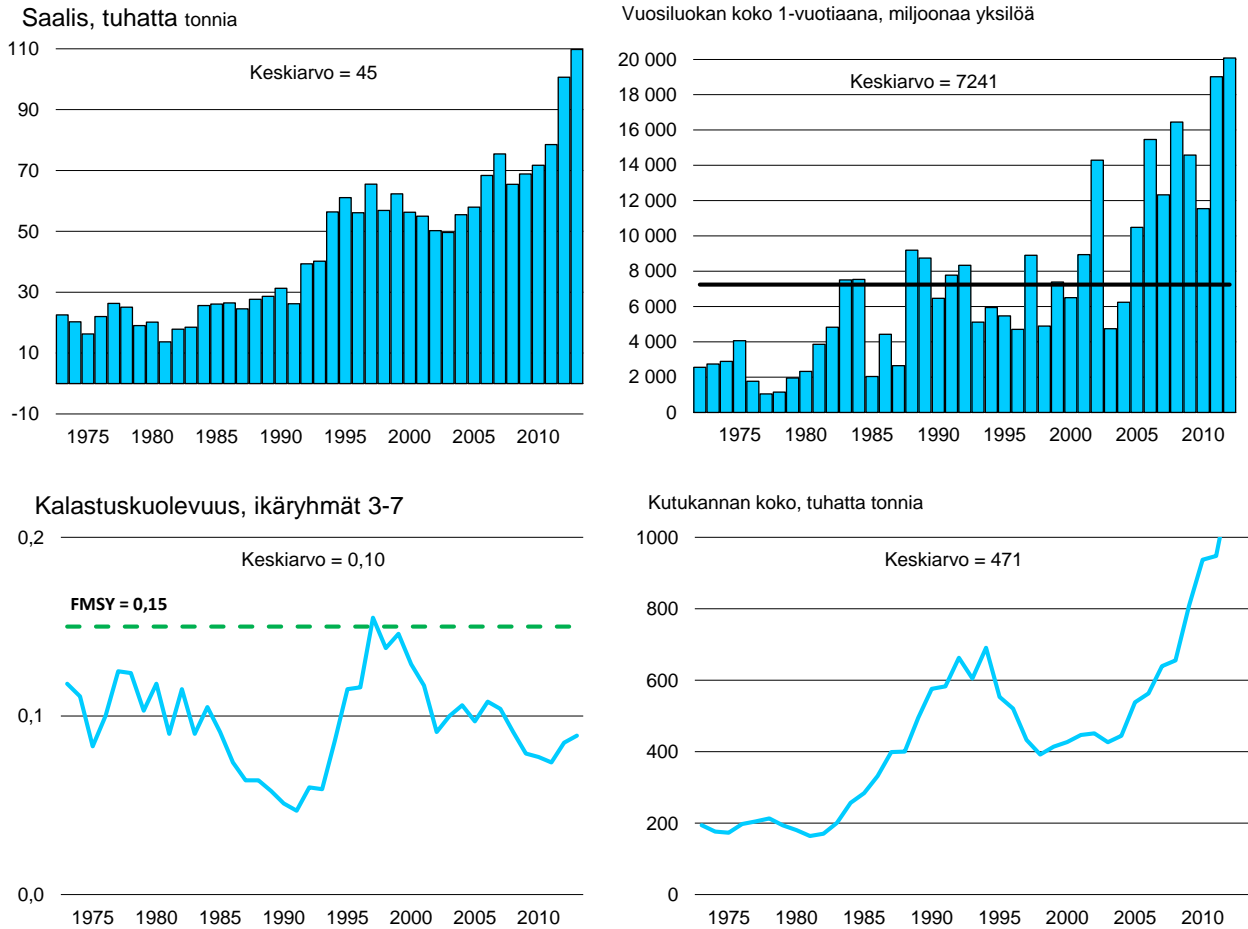 Saalis, tuhatta tonnia
110
90
70
50
30
10
-10
Keskiarvo = 45
1975 1980 1985 1990 1995 2000 2005 2010
Vuosiluokan koko 1-vuotiaana, miljoonaa yksilöä
20 000
18 000
16 000
14 000
12 000
10 000
8 000
6 000
4 000
2 000
0
Keskiarvo = 7241
1975 1980 1985 1990 1995 2000 2005 2010
Kalastuskuolevuus, ikäryhmät 3-7
0,2
0,1
0,0
Keskiarvo = 0,10
FMSY = 0,15
1975 1980 1985 1990 1995 2000 2005 2010
Kutukannan koko, tuhatta tonnia
1000
800
600
400
200
0
Keskiarvo = 471
1975 1980 1985 1990 1995 2000 2005 2010